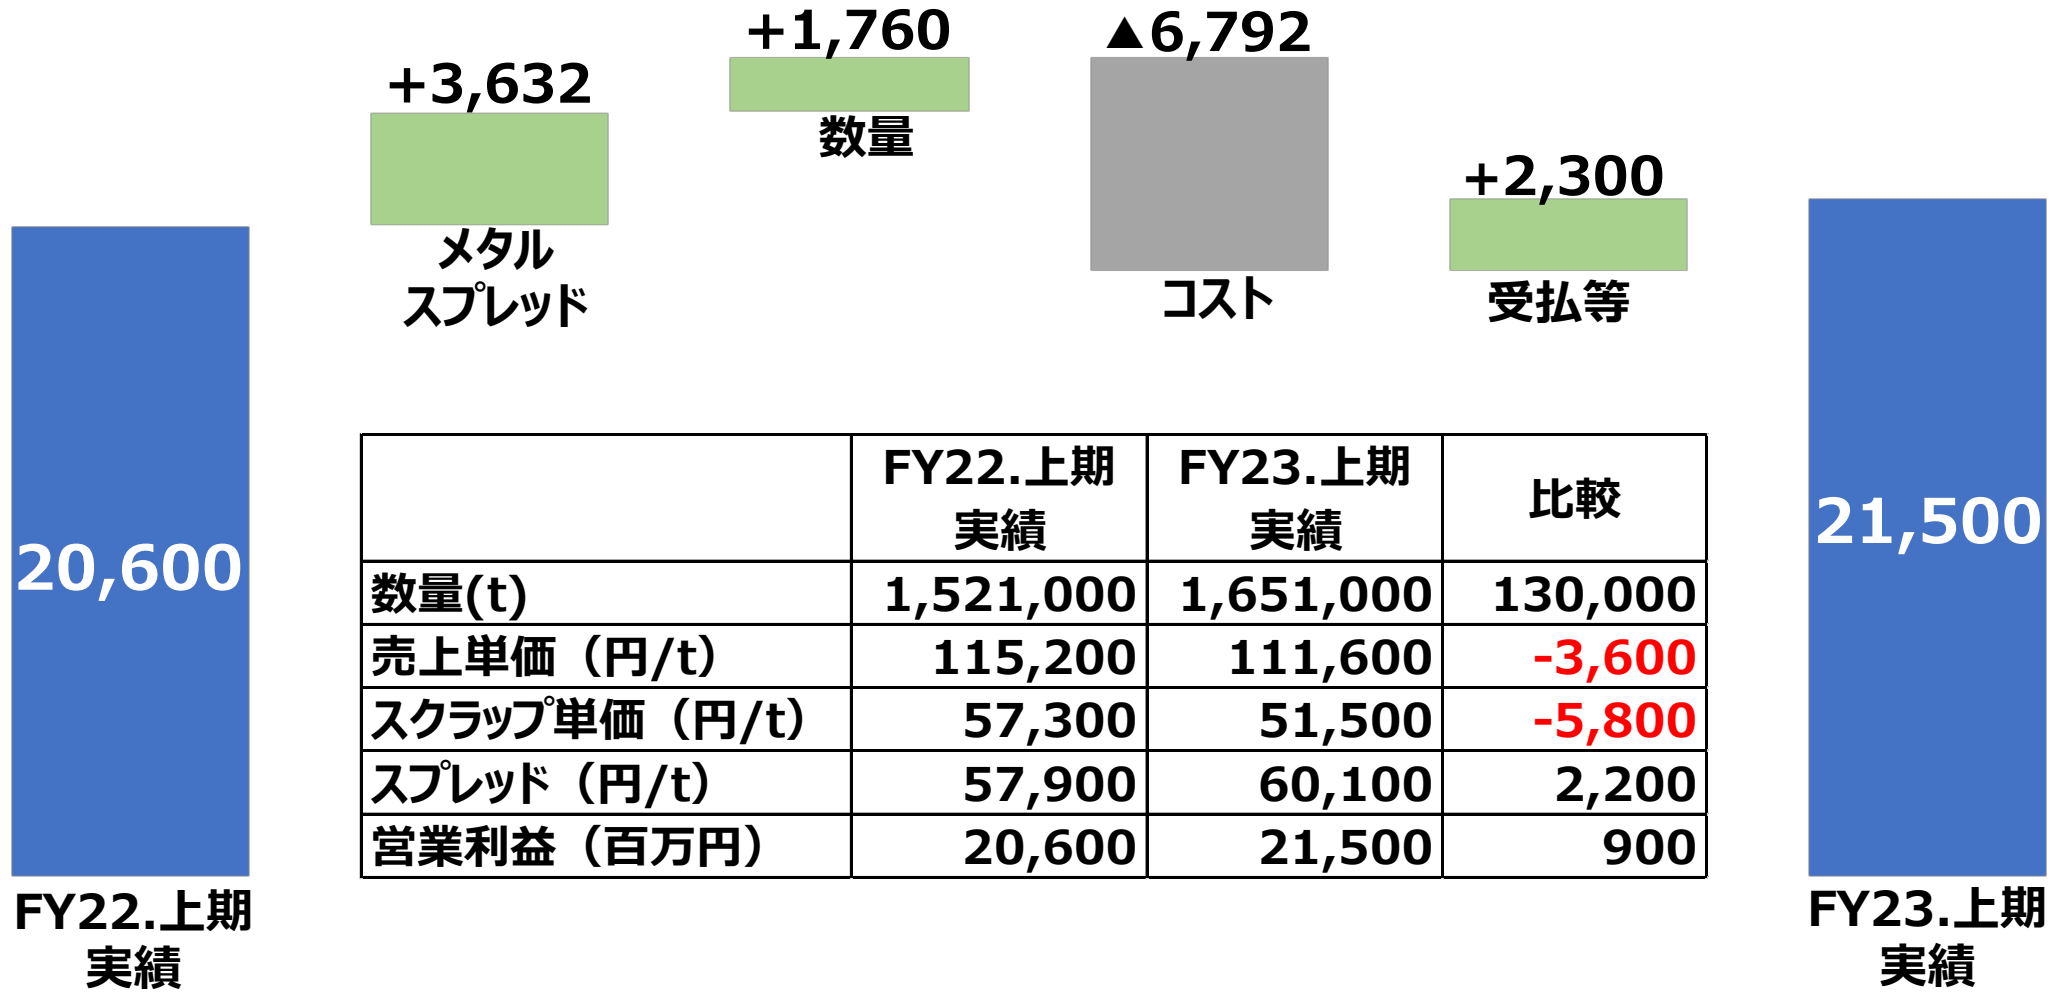 +3,632
メタル
スプレッド
+1,760
数量
▲6,792
コスト
+2,300
受払等
20,600
FY22.上期
実績
21,500
FY23.上期
実績
FY22.上期
実績
FY23.上期
実績
比較
数量(t) 1,521,000 1,651,000 130,000
売上単価（円/t） 115,200 111,600 -3,600
スクラップ単価（円/t） 57,300 51,500 -5,800
スプレッド（円/t） 57,900 60,100 2,200
営業利益（百万円） 20,600 21,500 900